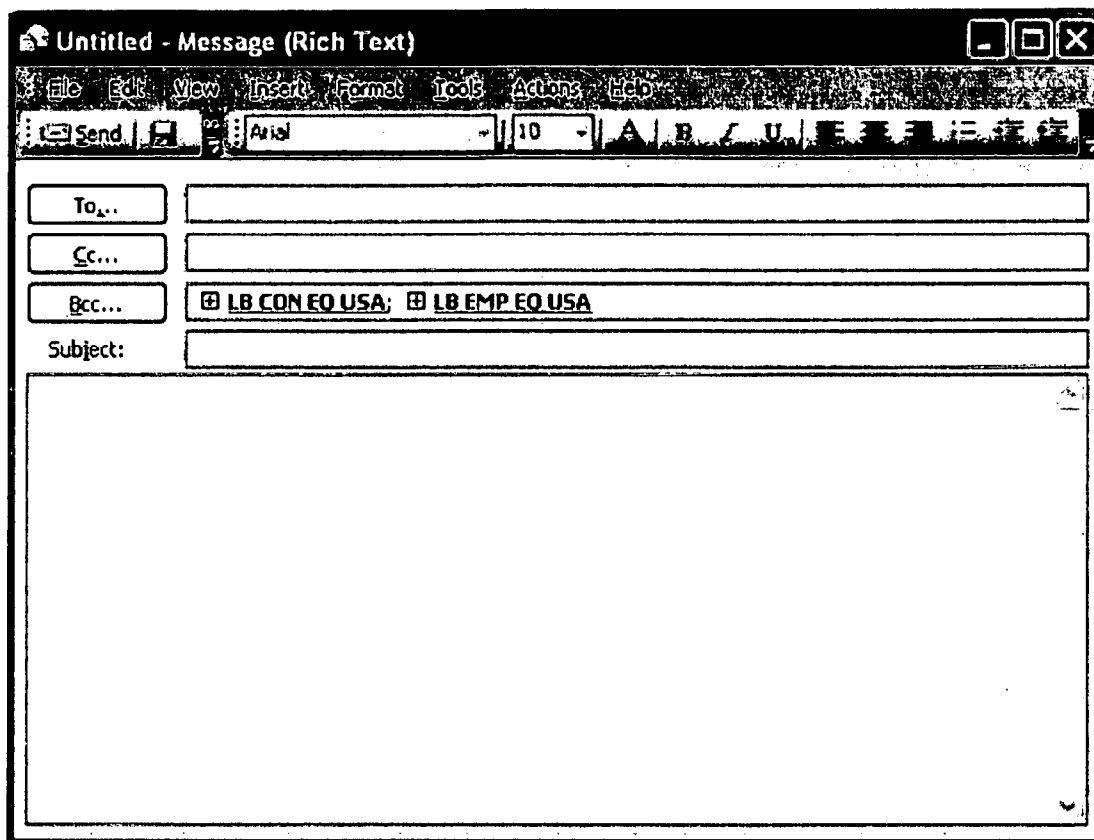 Untitled - Message (Rich Text)
File Edit View Insert Format Tools Actions Help
Send Arial 10 A B I U
To...
Cc...
Bcc... LB CON EQ USA; LB EMP EQ USA
Subject: